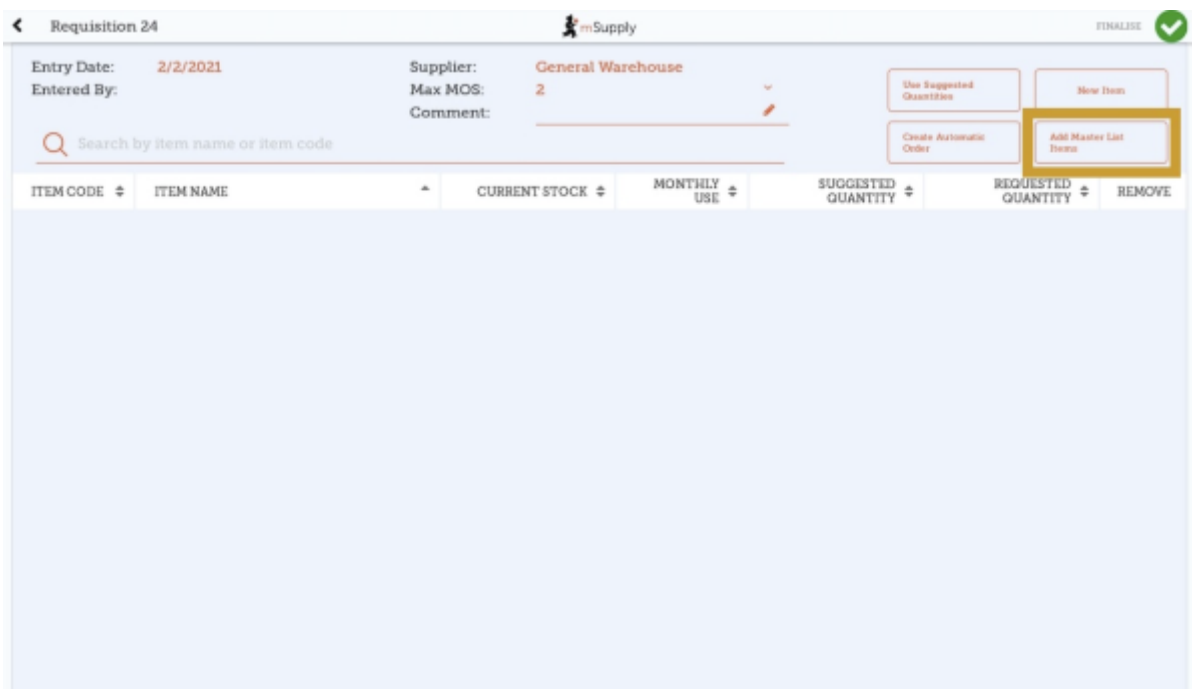 Requisition 24
mSupply
FINALISE
Entry Date: 2/2/2021
Entered By:
Supplier: General Warehouse
Max MOS: 2
Comment:
Use Suggested
Quantities
New Item
Create Automatic
Order
Add Master List
Items
Search by item name or item code
ITEM CODE
ITEM NAME
CURRENT STOCK
MONTHLY
USE
SUGGESTED
QUANTITY
REQUESTED
QUANTITY
REMOVE